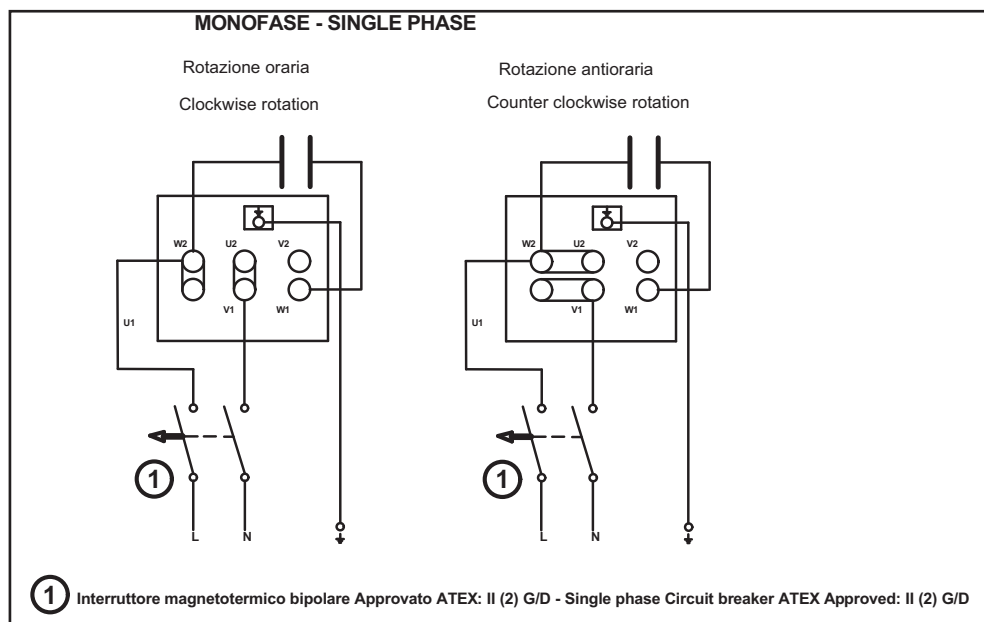 MONOFASE - SINGLE PHASE
Rotazione oraria
Clockwise rotation
Rotazione antioraria
Counter clockwise rotation
W2 U2 V2
U1 V1 W1
L N
W2 U2 V2
U1 V1 W1
L N
1
1
1 Interruttore magnetotermico bipolare Approvato ATEX: II (2) G/D - Single phase Circuit breaker ATEX Approved: II (2) G/D